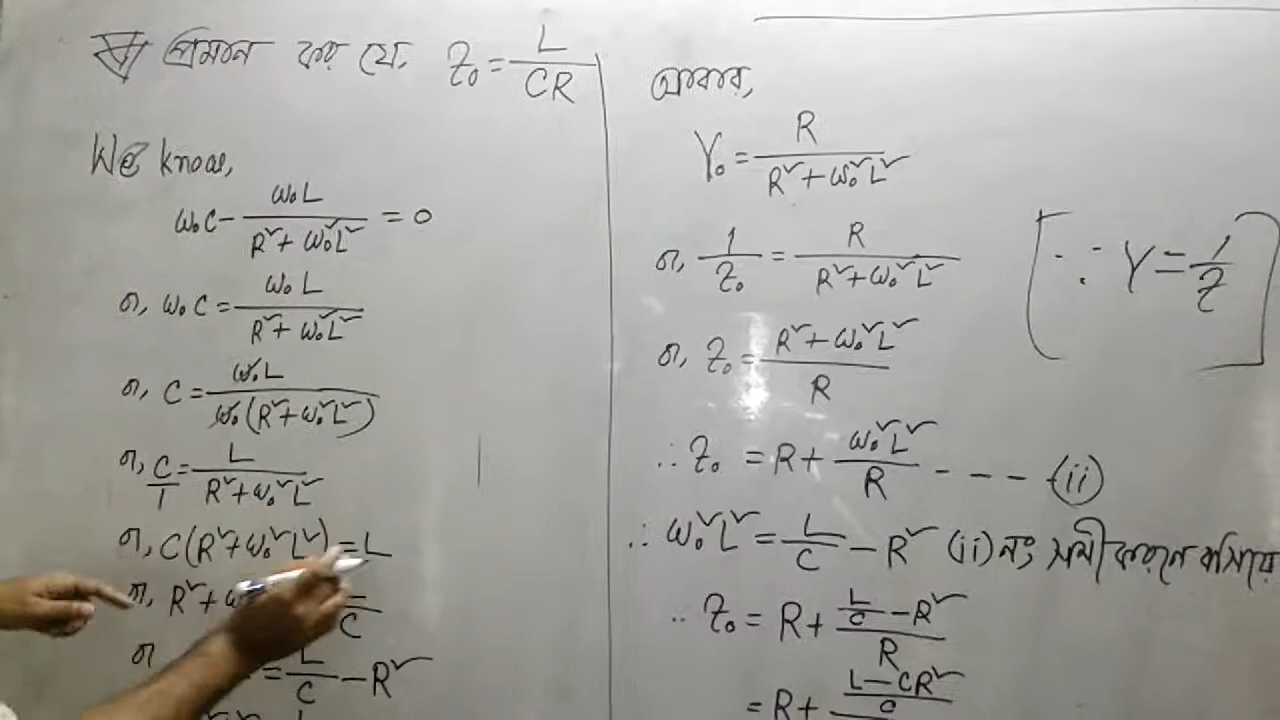 প্রমান কর যে, Z₀ = L/CR
We know,
ω₀C - ω₀L/(R² + ω₀²L²) = 0
বা, ω₀C = ω₀L/(R² + ω₀²L²)
বা, C = ω₀L/(ω₀(R² + ω₀²L²))
বা, C/1 = L/(R² + ω₀²L²)
বা, C(R² + ω₀²L²) = L
বা, R² + ω
C
বা
= L/C - R²
আবার,
Y₀ = R/(R² + ω₀²L²)
বা, 1/Z₀ = R/(R² + ω₀²L²)
[∵ Y = 1/Z]
বা, Z₀ = (R² + ω₀²L²)/R
∴ Z₀ = R + ω₀²L²/R - - - - (ii)
∴ ω₀²L² = L/C - R² (ii) নং সমীকরনে বসিয়ে
∴ Z₀ = R + (L/C - R²)/R
= R + (L - CR²)/C